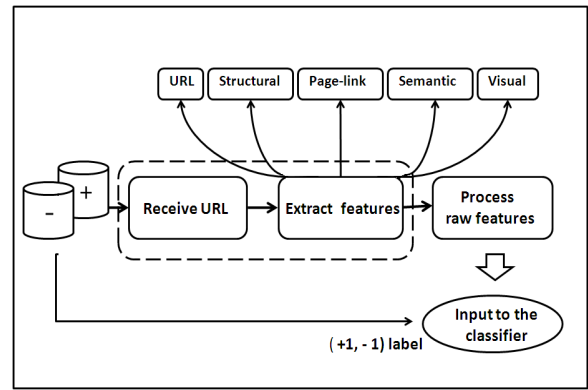 URL
Structural
Page-link
Semantic
Visual
-
+
Receive URL
Extract features
Process
raw features
Input to the
classifier
( +1, - 1) label